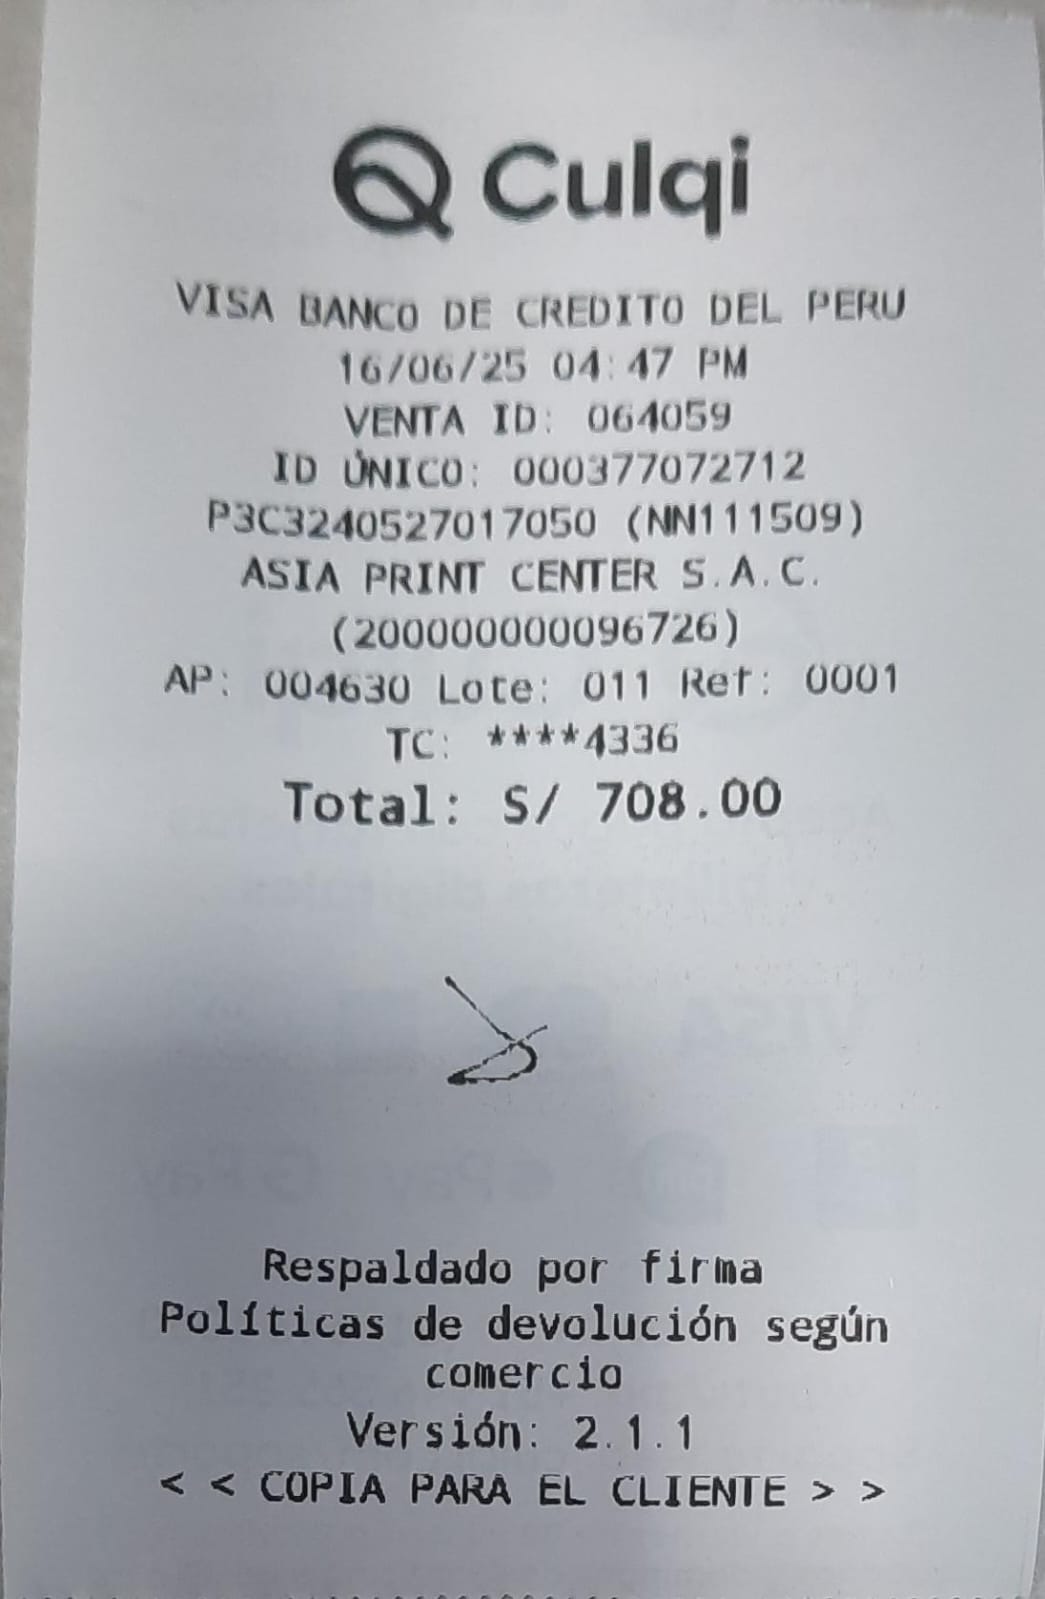 Culqi
VISA BANCO DE CREDITO DEL PERU
16/06/25 04:47 PM
VENTA ID: 064059
ID ÚNICO: 000377072712
P3C3240527017050 (NN111509)
ASIA PRINT CENTER S.A.C.
(200000000096726)
AP: 004630 Lote: 011 Ref: 0001
TC: ****4336
Total: S/ 708.00
Respaldado por firma
Políticas de devolución según
comercio
Versión: 2.1.1
< < COPIA PARA EL CLIENTE > >